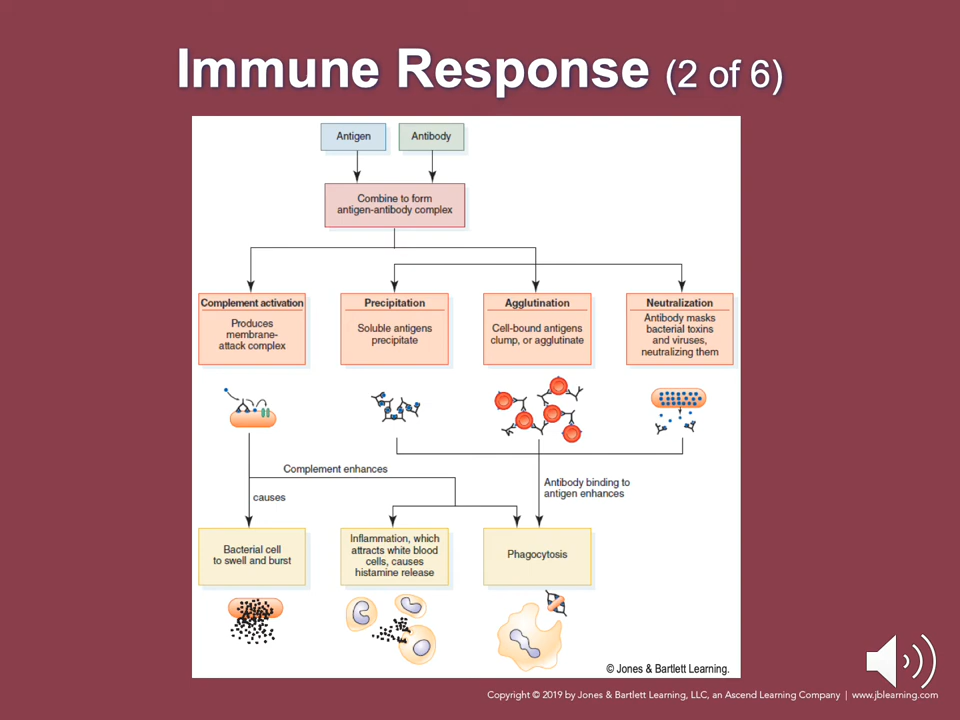 Immune Response (2 of 6)
Antigen
Antibody
Combine to form
antigen-antibody complex
Complement activation
Produces
membrane-
attack complex
Precipitation
Soluble antigens
precipitate
Agglutination
Cell-bound antigens
clump, or agglutinate
Neutralization
Antibody masks
bacterial toxins
and viruses,
neutralizing them
Complement enhances
causes
Antibody binding to
antigen enhances
Bacterial cell
to swell and burst
Inflammation, which
attracts white blood
cells, causes
histamine release
Phagocytosis
© Jones & Bartlett Learning.
Copyright © 2019 by Jones & Bartlett Learning, LLC, an Ascend Learning Company | www.jblearning.com